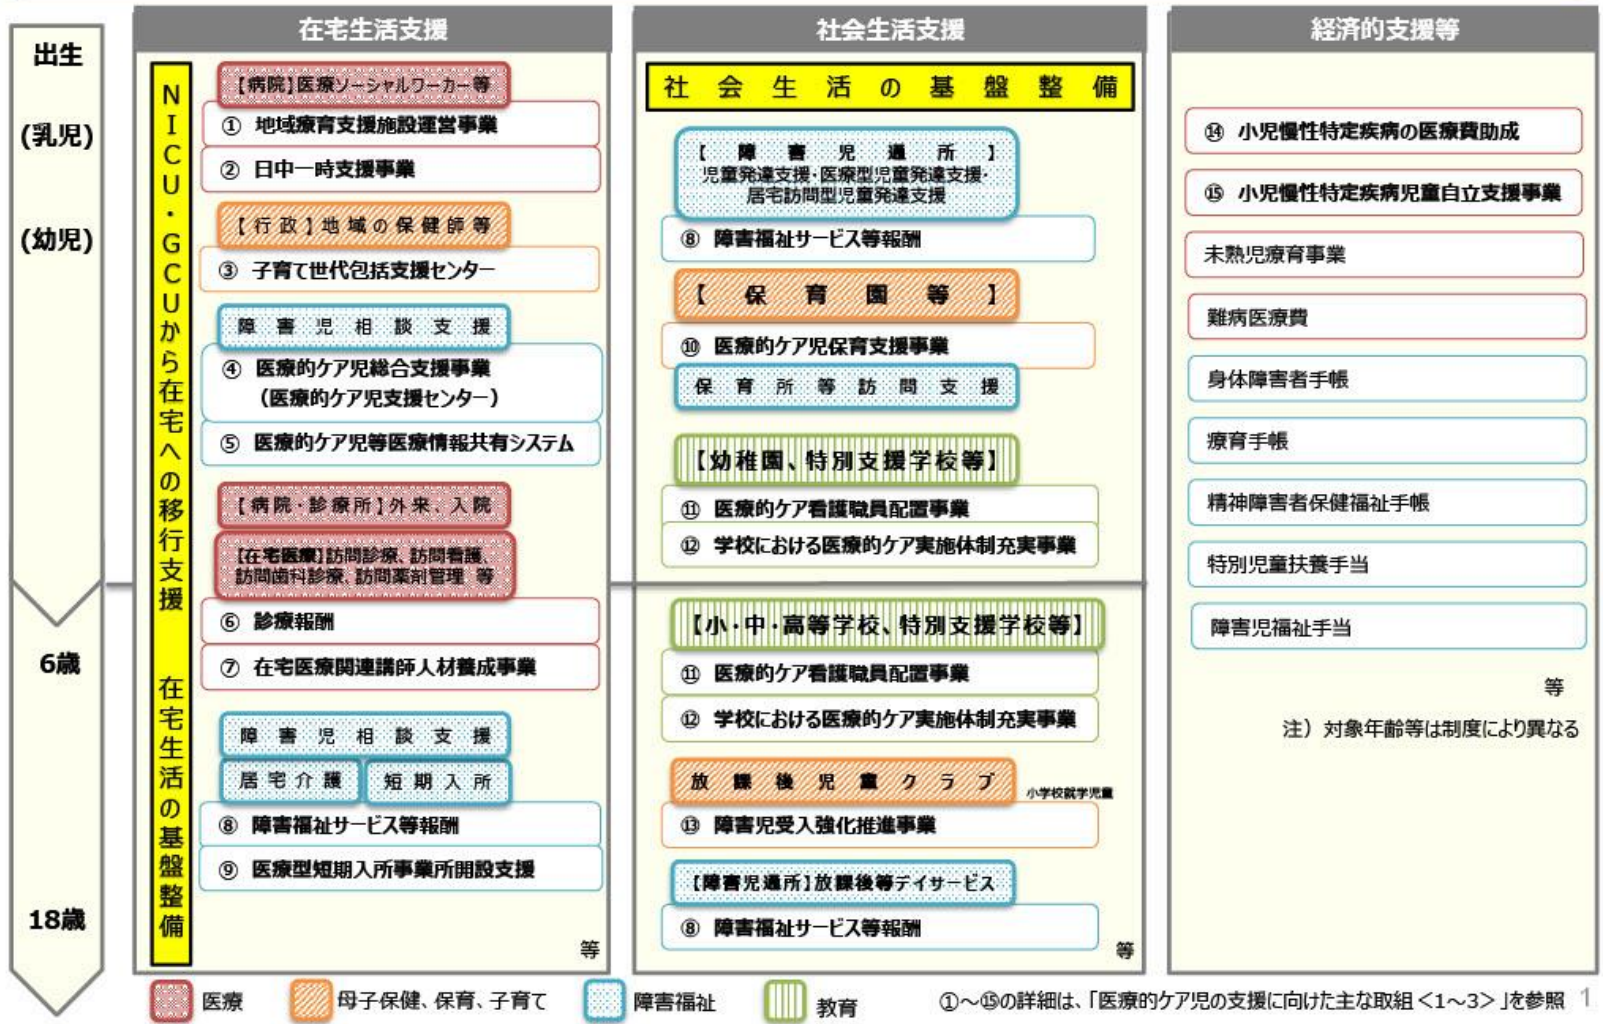 出生
(乳児)
(幼児)
6歳
18歳
在宅生活支援
NICU・GCUから在宅への移行支援 在宅生活の基盤整備
【病院】医療ソーシャルワーカー等
① 地域療育支援施設運営事業
② 日中一時支援事業
【行政】地域の保健師等
③ 子育て世代包括支援センター
障害児相談支援
④ 医療的ケア児総合支援事業
（医療的ケア児支援センター）
⑤ 医療的ケア児等医療情報共有システム
【病院・診療所】外来、入院
【在宅医療】訪問診療、訪問看護、
訪問歯科診療、訪問薬剤管理 等
⑥ 診療報酬
⑦ 在宅医療関連講師人材養成事業
障害児相談支援
居宅介護
短期入所
⑧ 障害福祉サービス等報酬
⑨ 医療型短期入所事業所開設支援
等
社会生活支援
社会生活の基盤整備
【障害児通所】
児童発達支援・医療型児童発達支援・
居宅訪問型児童発達支援
⑧ 障害福祉サービス等報酬
【保育園等】
⑩ 医療的ケア児保育支援事業
保育所等訪問支援
【幼稚園、特別支援学校等】
⑪ 医療的ケア看護職員配置事業
⑫ 学校における医療的ケア実施体制充実事業
【小・中・高等学校、特別支援学校等】
⑪ 医療的ケア看護職員配置事業
⑫ 学校における医療的ケア実施体制充実事業
放課後児童クラブ
小学校就学児童
⑬ 障害児受入強化推進事業
【障害児通所】放課後等デイサービス
⑧ 障害福祉サービス等報酬
等
経済的支援等
⑭ 小児慢性特定疾病の医療費助成
⑮ 小児慢性特定疾病児童自立支援事業
未熟児療育事業
難病医療費
身体障害者手帳
療育手帳
精神障害者保健福祉手帳
特別児童扶養手当
障害児福祉手当
等
注）対象年齢等は制度により異なる
医療
母子保健、保育、子育て
障害福祉
教育
①～⑮の詳細は、「医療的ケア児の支援に向けた主な取組＜1～3＞」を参照
1